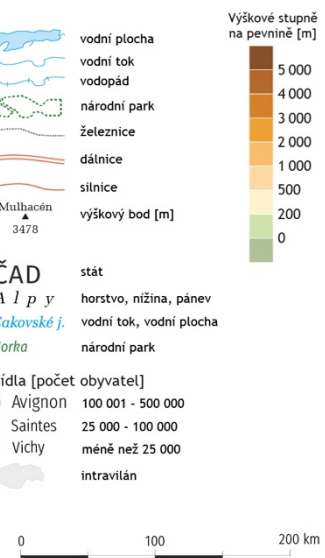 Výškové stupně
na pevnině [m]
vodní plocha
vodní tok
vodopád
národní park
železnice
dálnice
silnice
Mulhacén
3478
výškový bod [m]
5 000
4 000
3 000
2 000
1 000
500
200
0
ČAD stát
Alpy horstvo, nížina, pánev
Čakovské j. vodní tok, vodní plocha
orka národní park
ídla [počet obyvatel]
Avignon 100 001 - 500 000
Saintes 25 000 - 100 000
Vichy méně než 25 000
intravilán
0 100 200 km